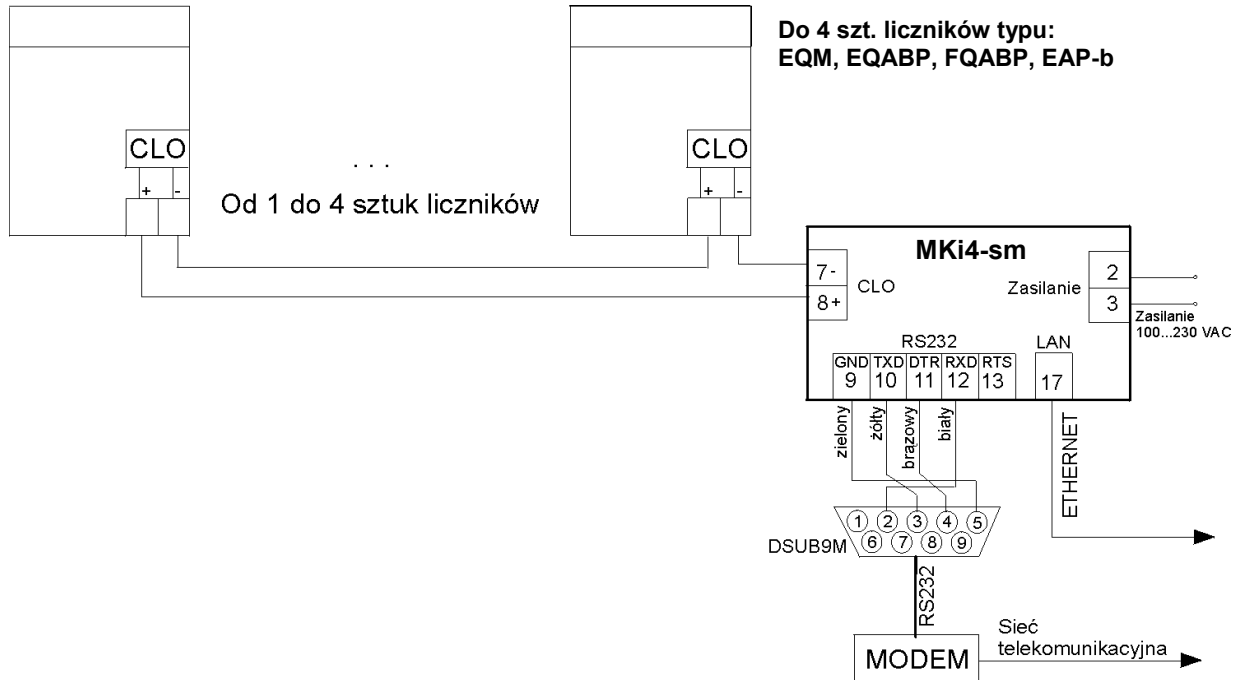 Do 4 szt. liczników typu:
EQM, EQABP, FQABP, EAP-b
CLO
+ -
. . .
Od 1 do 4 sztuk liczników
CLO
+ -
MKi4-sm
7-
8+
CLO
Zasilanie
2
3
Zasilanie
100...230 VAC
RS232
GND TXD DTR RXD RTS
9 10 11 12 13
LAN
17
zielony
żółty
brązowy
biały
ETHERNET
1 2 3 4 5
6 7 8 9
DSUB9M
RS232
MODEM
Sieć
telekomunikacyjna